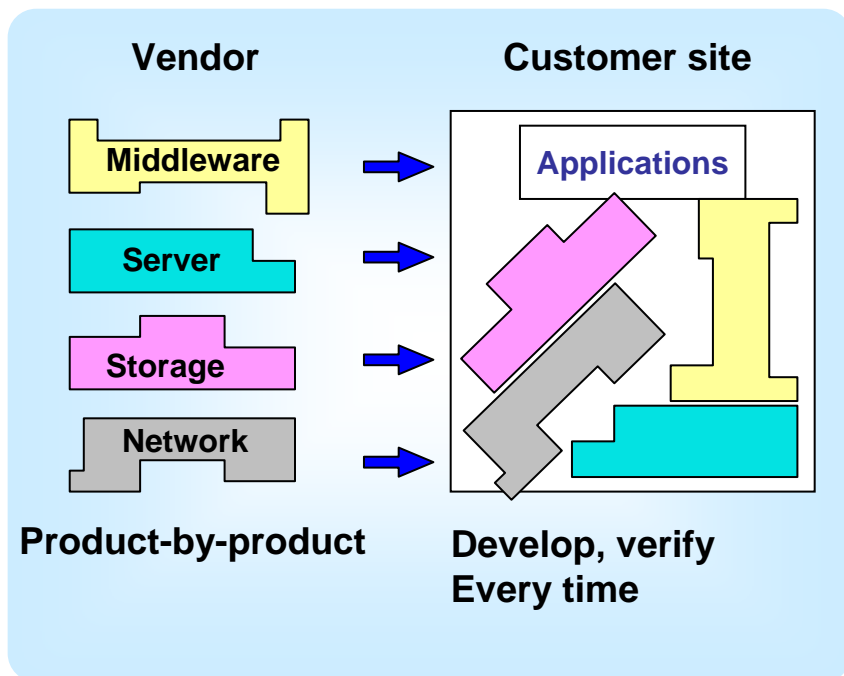 Vendor
Customer site
Middleware
Applications
Server
Storage
Network
Product-by-product
Develop, verify
Every time